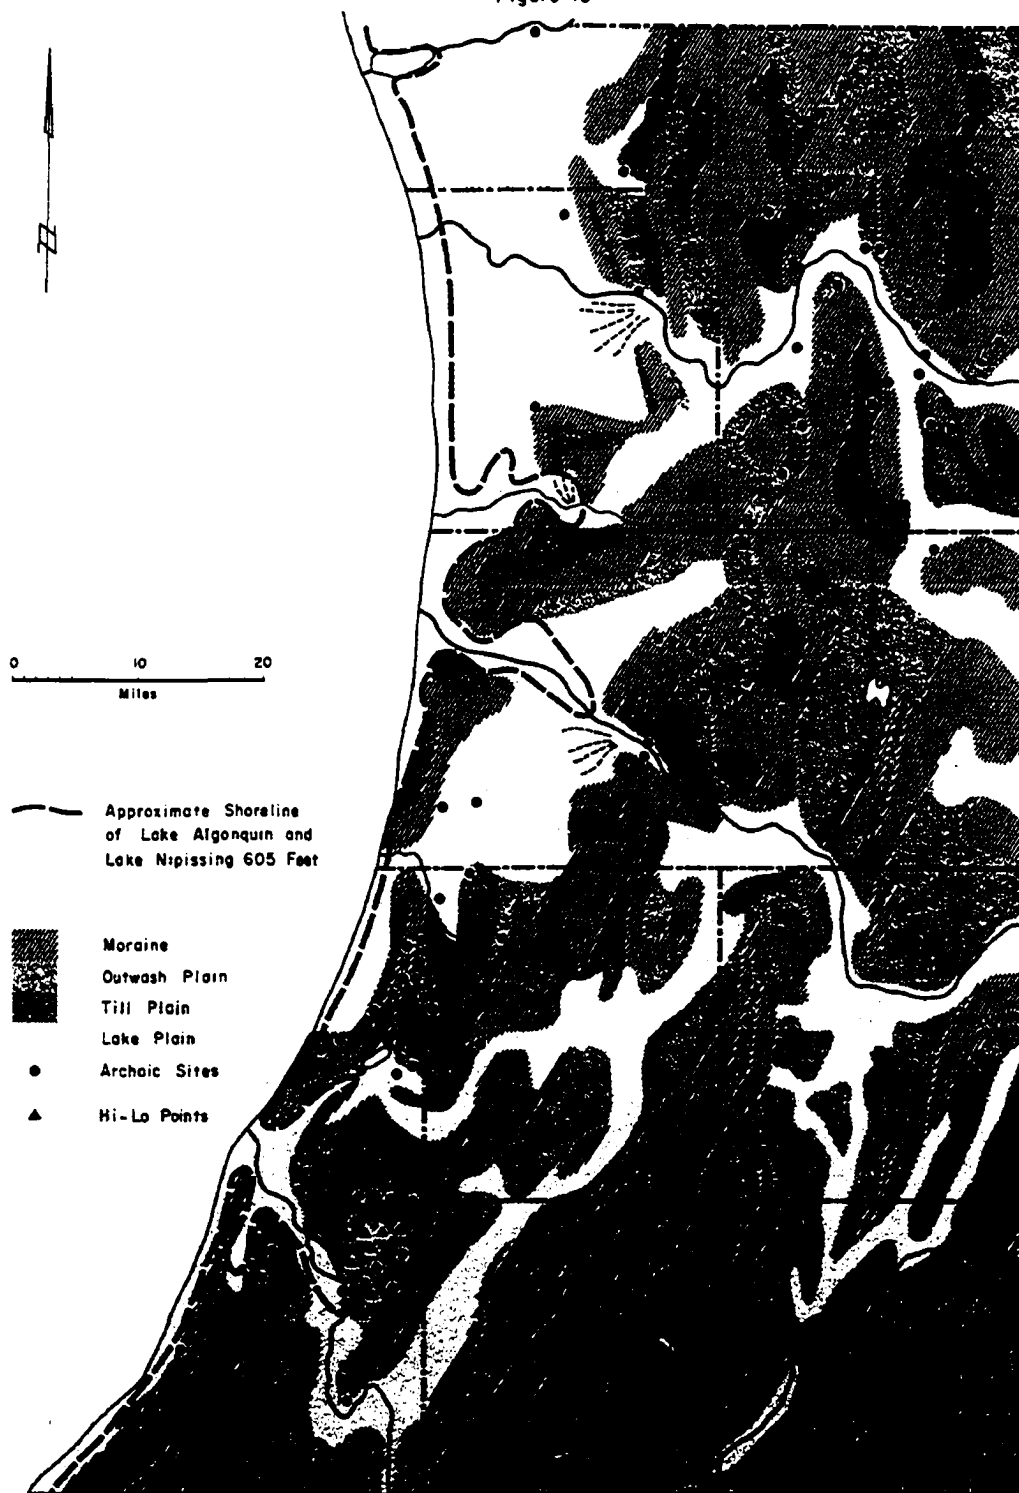 N
0 10 20
Miles
Approximate Shoreline
of Lake Algonquin and
Lake Nipissing 605 Feet
Moraine
Outwash Plain
Till Plain
Lake Plain
Archaic Sites
Hi-Lo Points